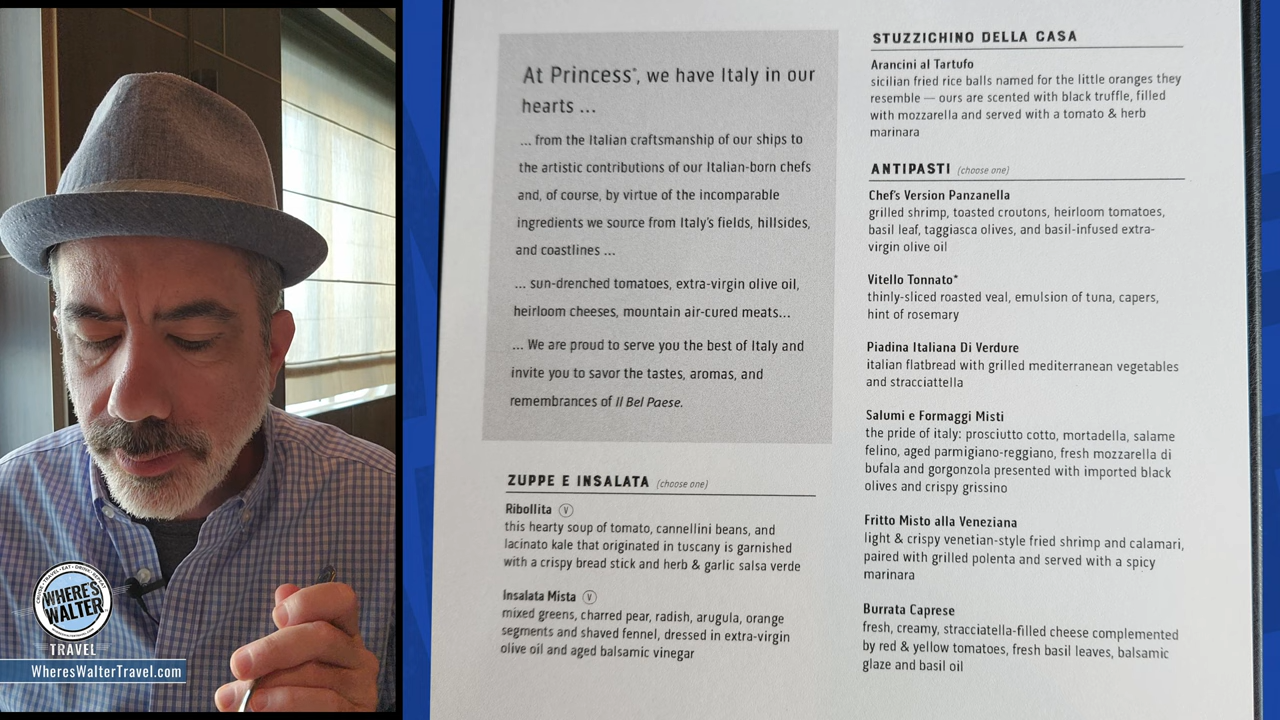 At Princess®, we have Italy in our
hearts ...
... from the Italian craftsmanship of our ships to
the artistic contributions of our Italian-born chefs
and, of course, by virtue of the incomparable
ingredients we source from Italy's fields, hillsides,
and coastlines ...
... sun-drenched tomatoes, extra-virgin olive oil,
heirloom cheeses, mountain air-cured meats...
... We are proud to serve you the best of Italy and
invite you to savor the tastes, aromas, and
remembrances of Il Bel Paese.
ZUPPE E INSALATA (choose one)
Ribollita V
this hearty soup of tomato, cannellini beans, and
lacinato kale that originated in tuscany is garnished
with a crispy bread stick and herb & garlic salsa verde
Insalata Mista V
mixed greens, charred pear, radish, arugula, orange
segments and shaved fennel, dressed in extra-virgin
olive oil and aged balsamic vinegar
STUZZICHINO DELLA CASA
Arancini al Tartufo
sicilian fried rice balls named for the little oranges they
resemble — ours are scented with black truffle, filled
with mozzarella and served with a tomato & herb
marinara
ANTIPASTI (choose one)
Chef's Version Panzanella
grilled shrimp, toasted croutons, heirloom tomatoes,
basil leaf, taggiasca olives, and basil-infused extra-
virgin olive oil
Vitello Tonnato*
thinly-sliced roasted veal, emulsion of tuna, capers,
hint of rosemary
Piadina Italiana Di Verdure
italian flatbread with grilled mediterranean vegetables
and stracciattella
Salumi e Formaggi Misti
the pride of italy: prosciutto cotto, mortadella, salame
felino, aged parmigiano-reggiano, fresh mozzarella di
bufala and gorgonzola presented with imported black
olives and crispy grissino
Fritto Misto alla Veneziana
light & crispy venetian-style fried shrimp and calamari,
paired with grilled polenta and served with a spicy
marinara
Burrata Caprese
fresh, creamy, stracciatella-filled cheese complemented
by red & yellow tomatoes, fresh basil leaves, balsamic
glaze and basil oil
WHERE'S
WALTER
TRAVEL
WheresWalterTravel.com